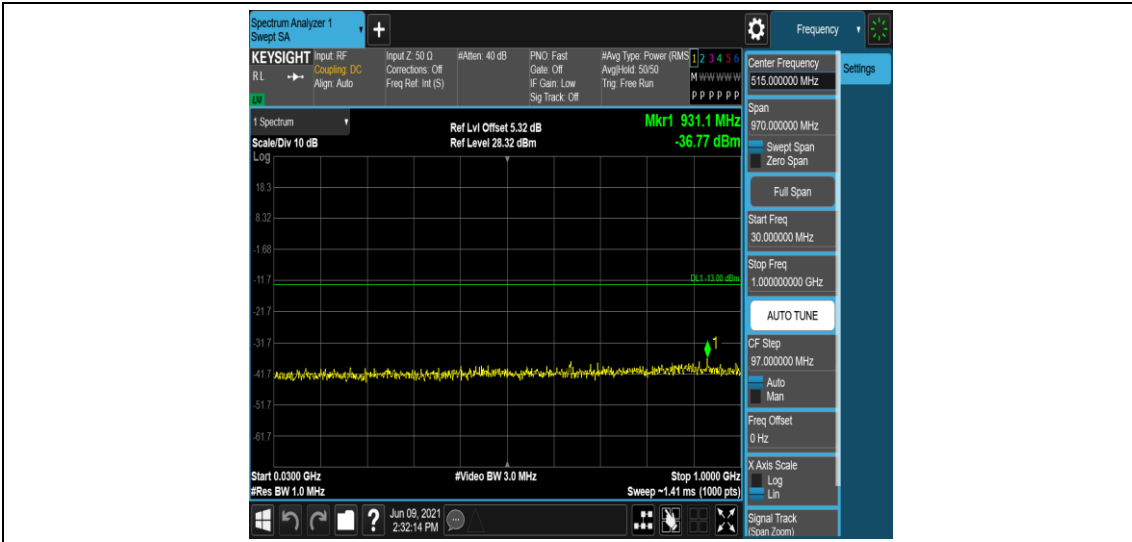 Spectrum Analyzer 1
Swept SA
+
Frequency
KEYSIGHT
RL
LXI
Input: RF
Coupling: DC
Align: Auto
Input Z: 50 Ω
Corrections: Off
Freq Ref: Int (S)
#Atten: 40 dB
PNO: Fast
Gate: Off
IF Gain: Low
Sig Track: Off
#Avg Type: Power (RMS
Avg|Hold: 50/50
Trig: Free Run
1 2 3 4 5 6
M W W W W W
P P P P P P
Center Frequency
515.000000 MHz
Settings
Span
970.000000 MHz
Swept Span
Zero Span
Full Span
Start Freq
30.000000 MHz
Stop Freq
1.000000000 GHz
AUTO TUNE
CF Step
97.000000 MHz
Auto
Man
Freq Offset
0 Hz
X Axis Scale
Log
Lin
Signal Track
(Span Zoom)
1 Spectrum
Scale/Div 10 dB
Log
Ref Lvl Offset 5.32 dB
Ref Level 28.32 dBm
Mkr1 931.1 MHz
-36.77 dBm
18.3
8.32
-1.68
-11.7
DL1 -13.00 dBm
-21.7
-31.7
1
-41.7
-51.7
-61.7
Start 0.0300 GHz
#Video BW 3.0 MHz
Stop 1.0000 GHz
#Res BW 1.0 MHz
Sweep ~1.41 ms (1000 pts)
?
Jun 09, 2021
2:32:14 PM